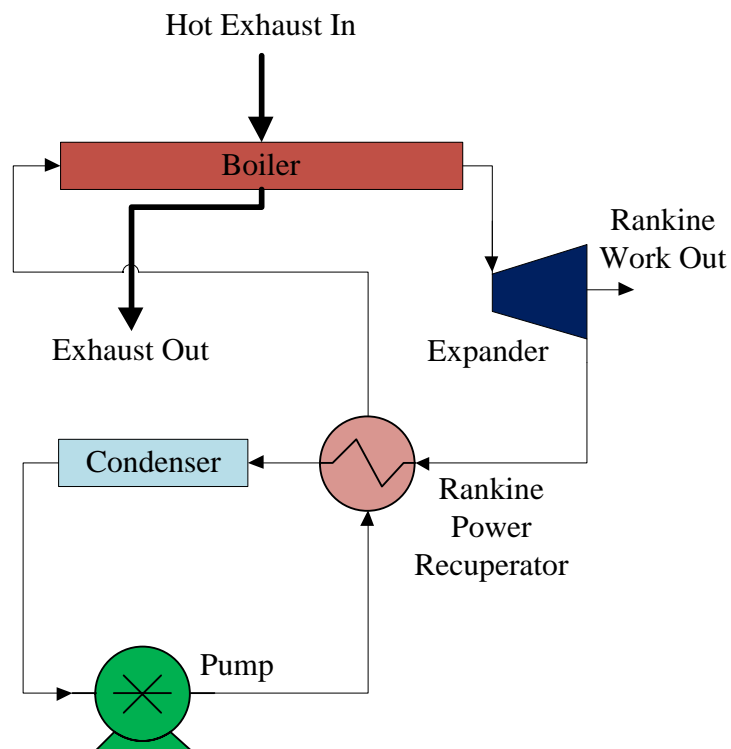 Hot Exhaust In
Boiler
Rankine
Work Out
Exhaust Out
Expander
Condenser
Rankine
Power
Recuperator
Pump